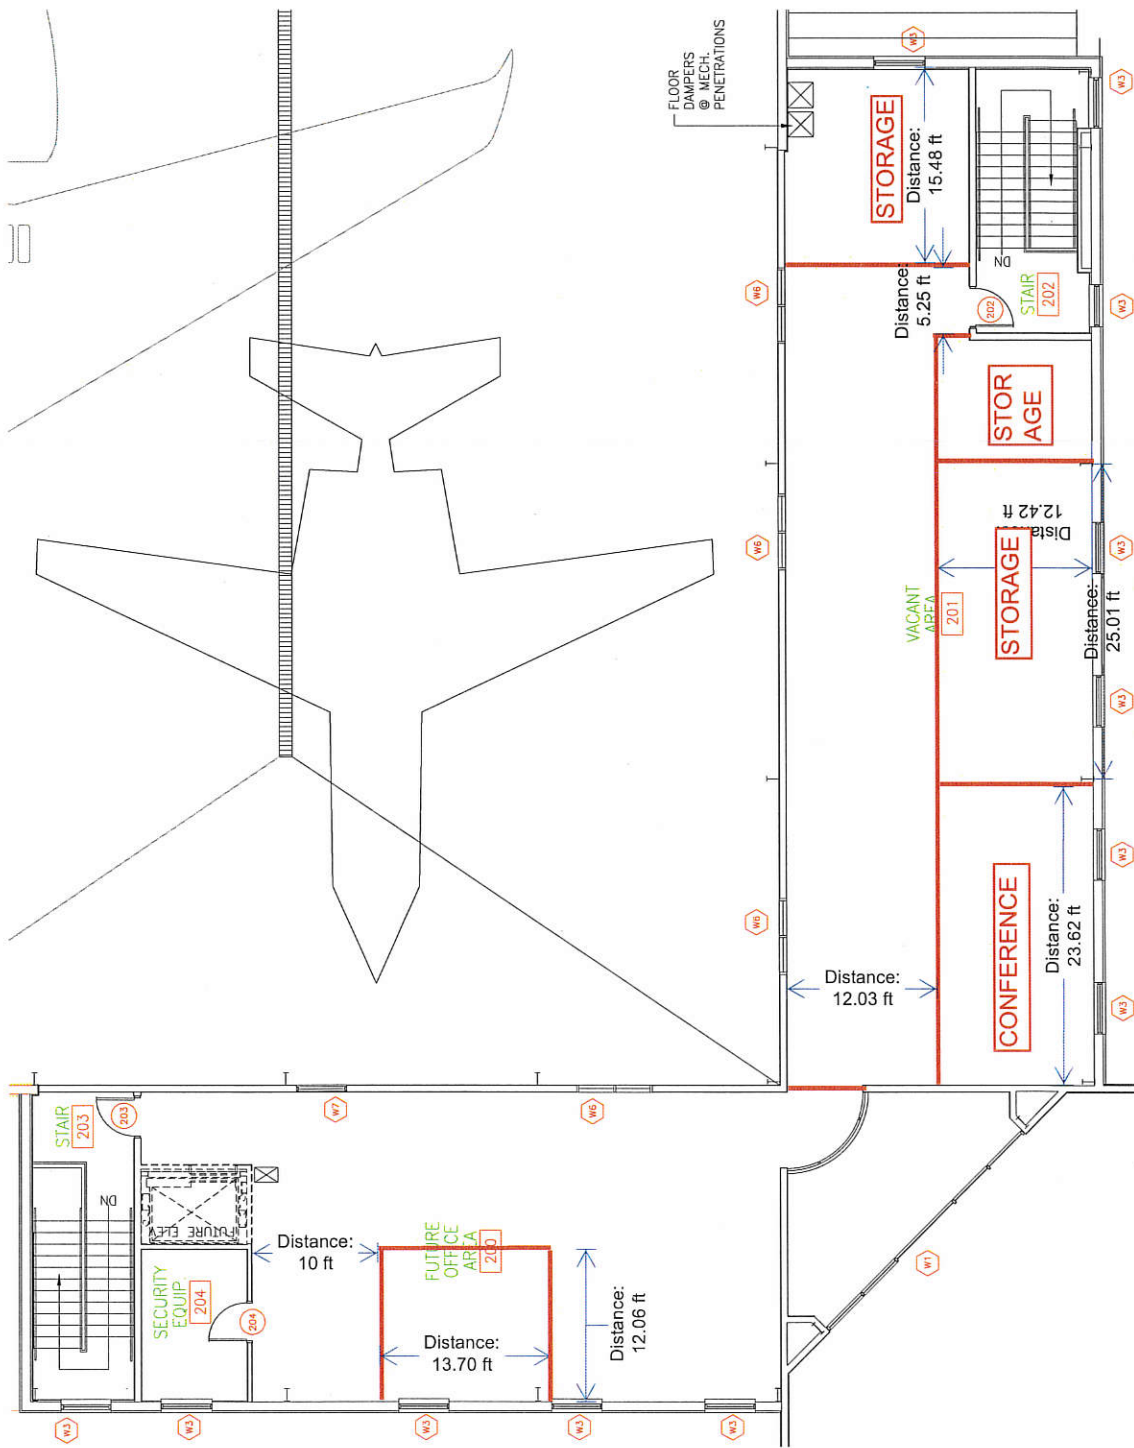 FLOOR
DAMPERS
@ MECH.
PENETRATIONS
W3
W3
STORAGE
Distance:
15.48 ft
DN
STAIR
202
202
W3
W6
Distance:
5.25 ft
STOR
AGE
W6
Distance:
12.42 ft
W3
STORAGE
VACANT
AREA
201
Distance:
25.01 ft
W3
W3
W6
CONFERENCE
Distance:
23.62 ft
Distance:
12.03 ft
W3
STAIR
203
203
W7
W6
DN
FUTURE ELEV
SECURITY
EQUIP.
204
204
Distance:
10 ft
FUTURE
OFFICE
AREA
200
Distance:
13.70 ft
Distance:
12.06 ft
W1
W3
W3
W3
W3
W3